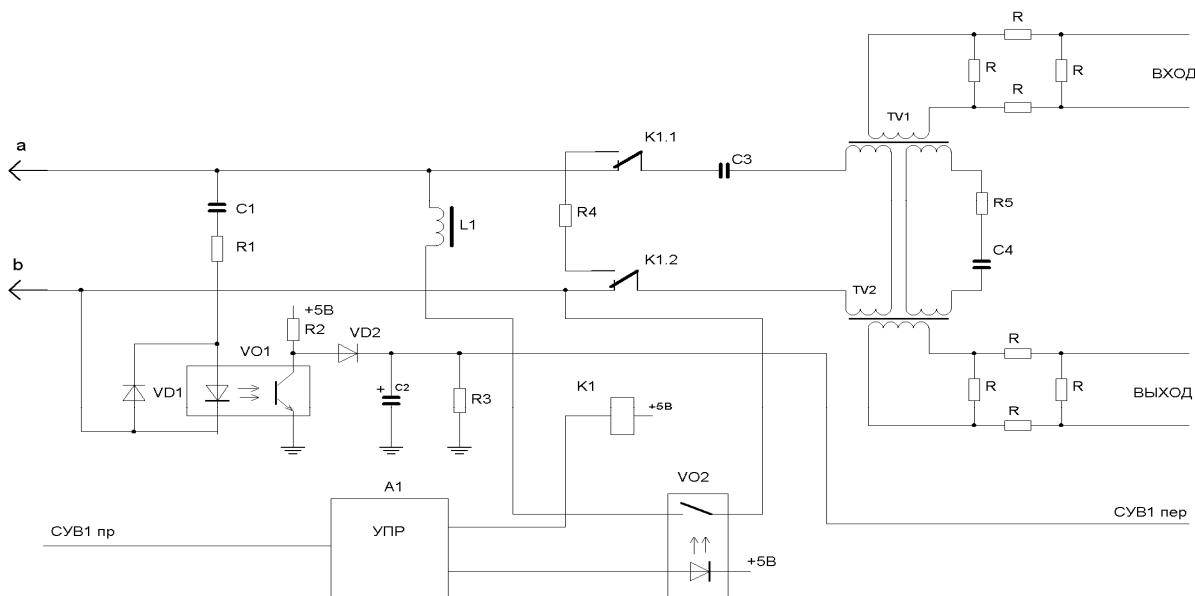 R
R
R
ВХОД
R
TV1
K1.1
a
C3
C1
L1
R4
R5
R1
C4
K1.2
b
TV2
+5В
R2
VD2
VO1
R
K1
+
C2
R
R
VD1
R3
+5В
ВЫХОД
R
VO2
A1
СУВ1 пер
СУВ1 пр
УПР
+5В